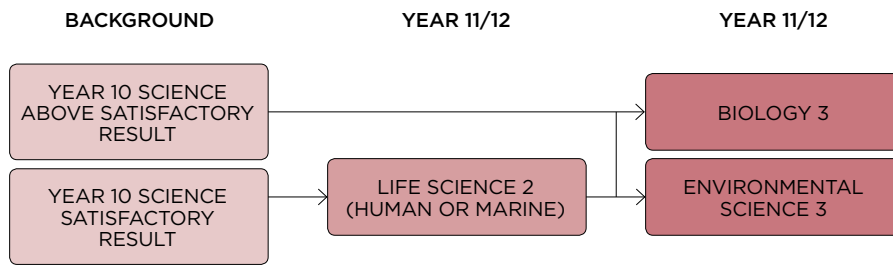 BACKGROUND
YEAR 11/12
YEAR 11/12
YEAR 10 SCIENCE
ABOVE SATISFACTORY
RESULT
BIOLOGY 3
YEAR 10 SCIENCE
SATISFACTORY
RESULT
LIFE SCIENCE 2
(HUMAN OR MARINE)
ENVIRONMENTAL
SCIENCE 3